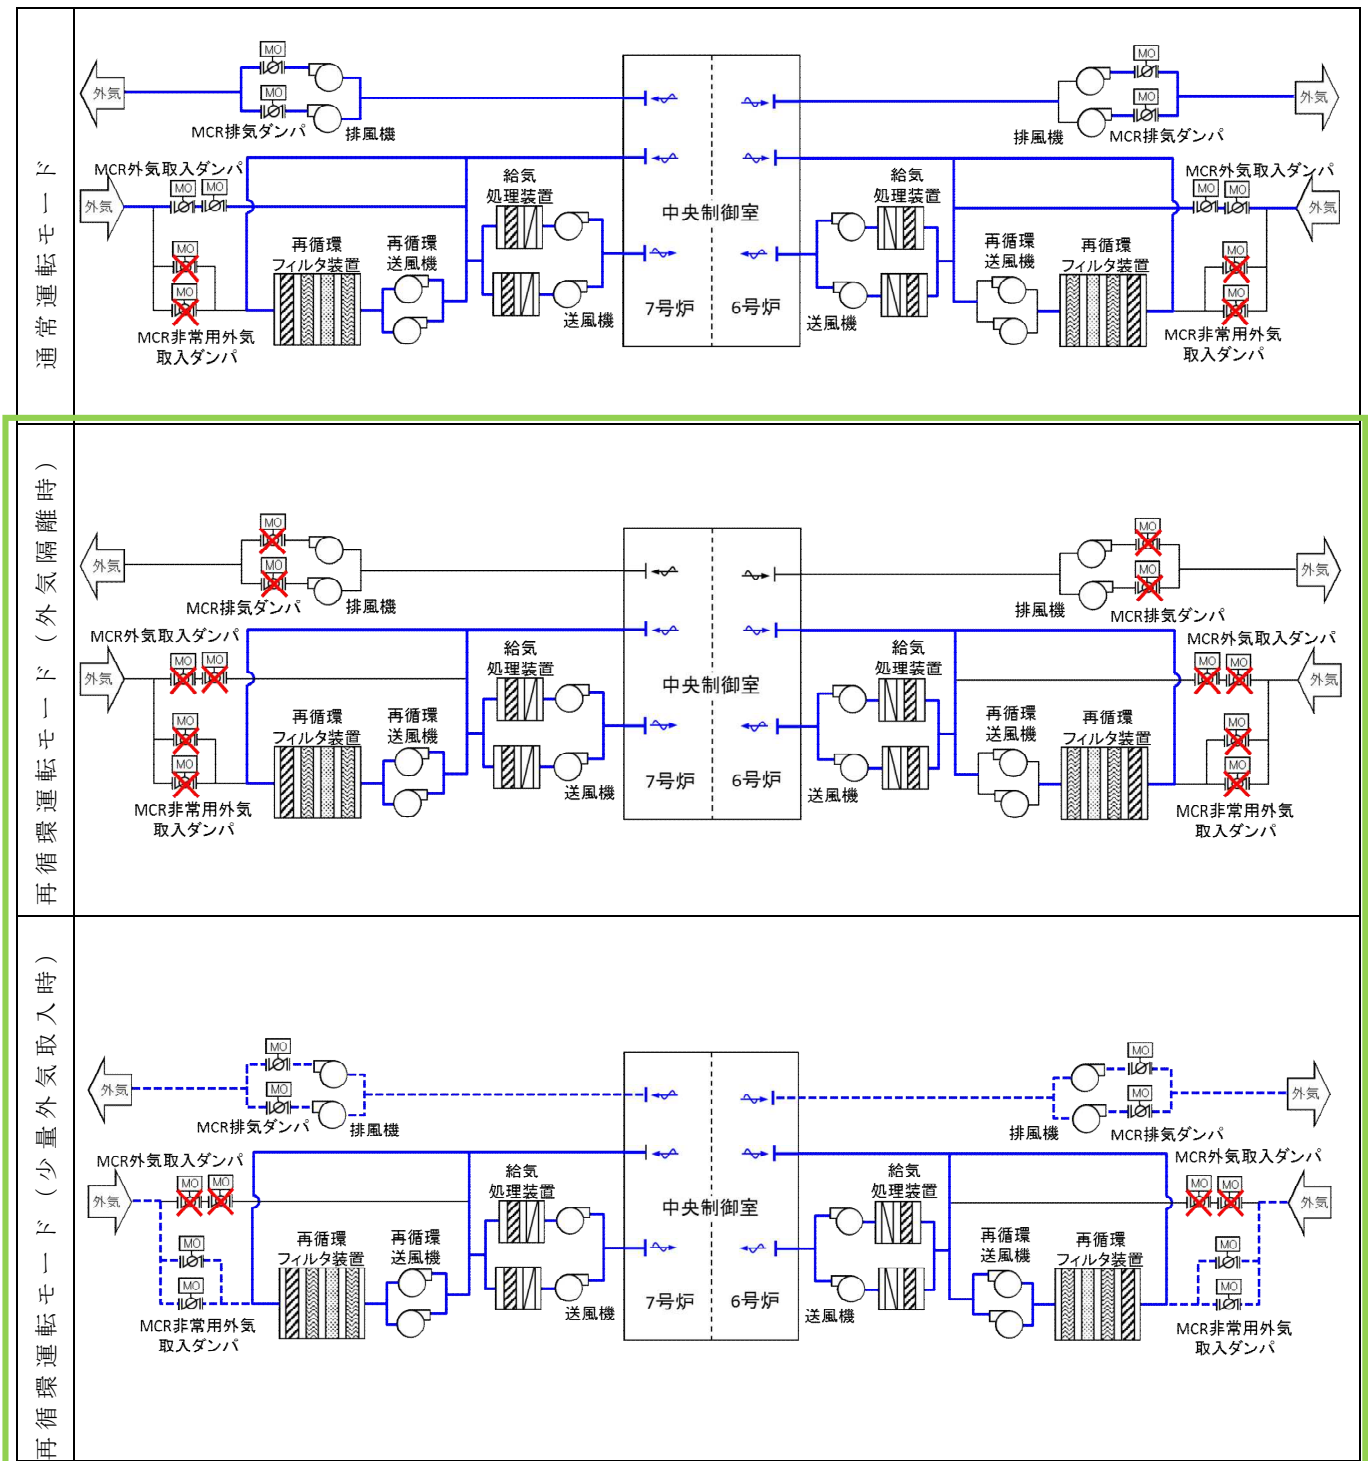 通常運転モード
MO
MO
外気
MCR排気ダンパ
排風機
MO
MO
外気
排風機
MCR排気ダンパ
MCR外気取入ダンパ
MO
MO
外気
MO
MO
再循環
フィルタ装置
再循環
送風機
給気
処理装置
送風機
MCR非常用外気
取入ダンパ
中央制御室
7号炉
6号炉
給気
処理装置
送風機
再循環
送風機
再循環
フィルタ装置
MCR外気取入ダンパ
MO
MO
外気
MO
MO
MCR非常用外気
取入ダンパ
再循環運転モード(外気隔離時)
MO
MO
外気
MCR排気ダンパ
排風機
MO
MO
外気
排風機
MCR排気ダンパ
MCR外気取入ダンパ
MO
MO
外気
MO
MO
再循環
フィルタ装置
再循環
送風機
給気
処理装置
送風機
MCR非常用外気
取入ダンパ
中央制御室
7号炉
6号炉
給気
処理装置
送風機
再循環
送風機
再循環
フィルタ装置
MCR外気取入ダンパ
MO
MO
外気
MO
MO
MCR非常用外気
取入ダンパ
再循環運転モード(少量外気取入時)
MO
MO
外気
MCR排気ダンパ
排風機
MO
MO
外気
排風機
MCR排気ダンパ
MCR外気取入ダンパ
MO
MO
外気
MO
MO
再循環
フィルタ装置
再循環
送風機
給気
処理装置
送風機
MCR非常用外気
取入ダンパ
中央制御室
7号炉
6号炉
給気
処理装置
送風機
再循環
送風機
再循環
フィルタ装置
MCR外気取入ダンパ
MO
MO
外気
MO
MO
MCR非常用外気
取入ダンパ